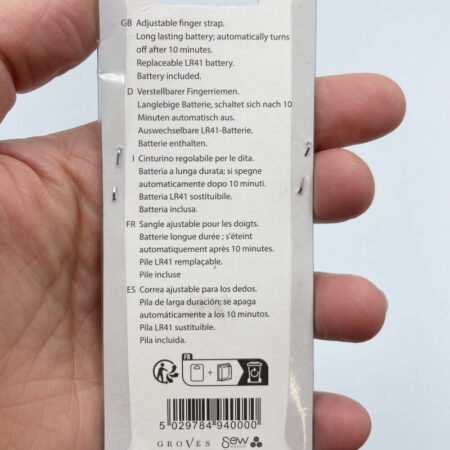 GB Adjustable finger strap.
Long lasting battery; automatically turns
off after 10 minutes.
Replaceable LR41 battery.
Battery included.
D Verstellbarer Fingerriemen.
Langlebige Batterie, schaltet sich nach 10
Minuten automatisch aus.
Auswechselbare LR41-Batterie.
Batterie enthalten.
I Cinturino regolabile per le dita.
Batteria a lunga durata; si spegne
automaticamente dopo 10 minuti.
Batteria LR41 sostituibile.
Batteria inclusa.
FR Sangle ajustable pour les doigts.
Batterie longue durée ; s'éteint
automatiquement après 10 minutes.
Pile LR41 remplaçable.
Pile incluse
ES Correa ajustable para los dedos.
Pila de larga duración; se apaga
automáticamente a los 10 minutos.
Pila LR41 sustituible.
Pila incluida.
FR
+
5 029784 940000
GROVES Sew